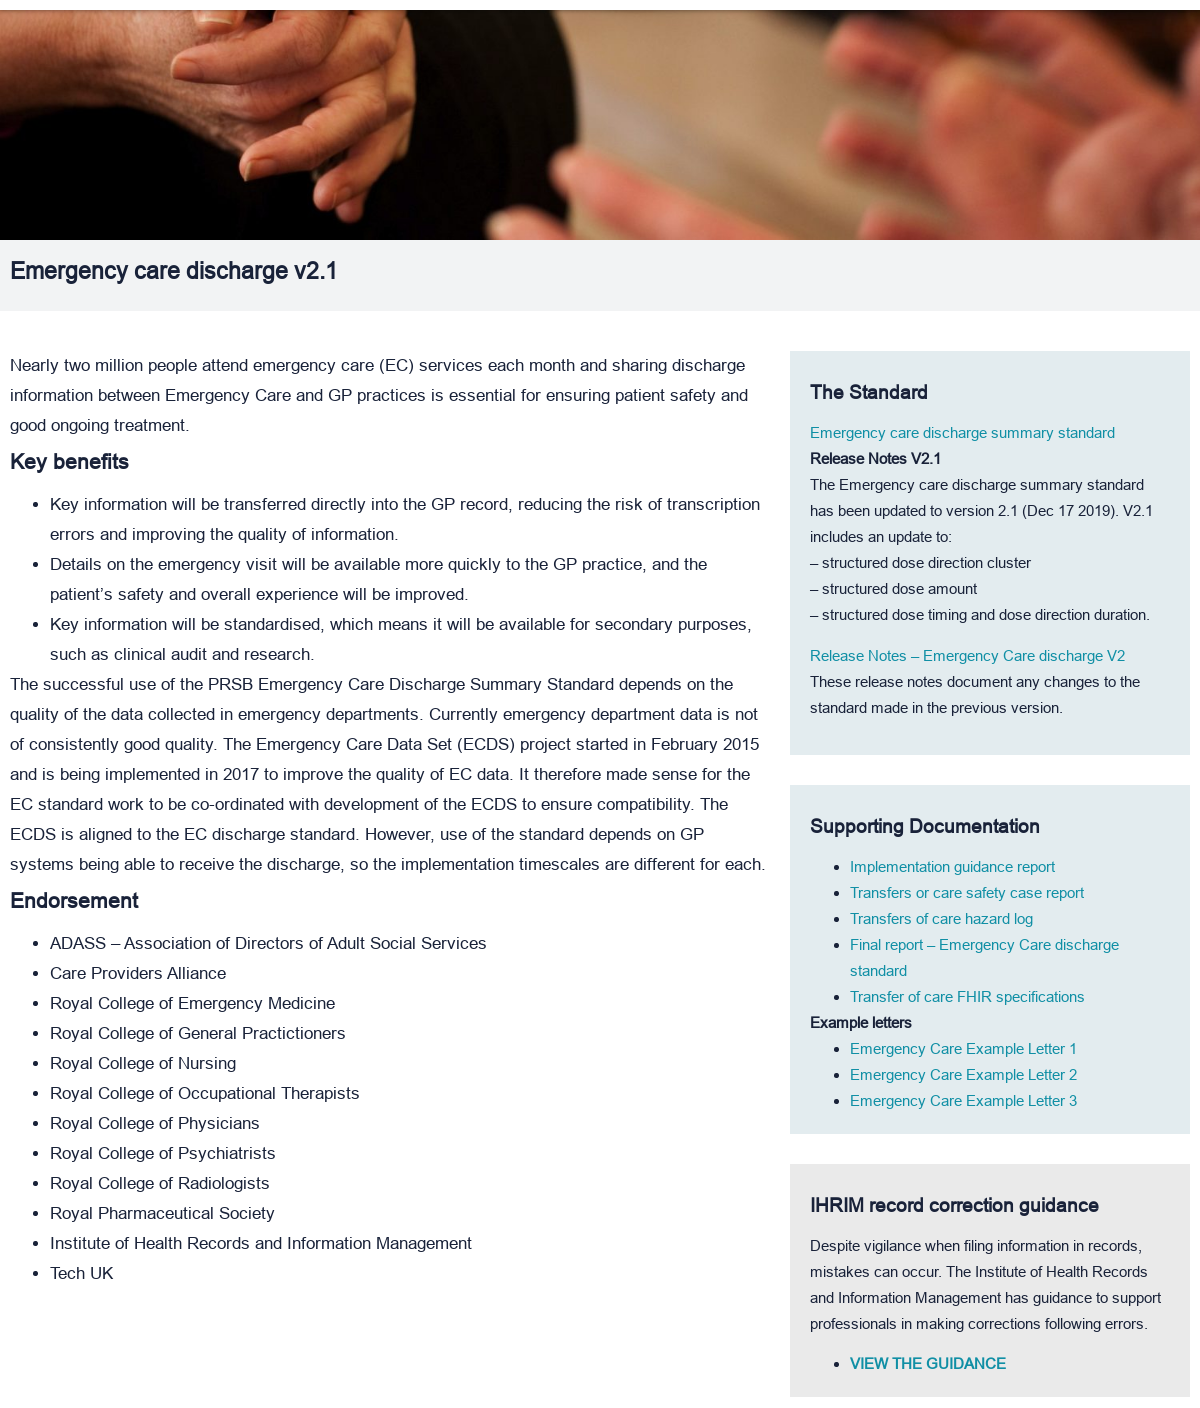 Emergency care discharge v2.1
Nearly two million people attend emergency care (EC) services each month and sharing discharge
information between Emergency Care and GP practices is essential for ensuring patient safety and
good ongoing treatment.
Key benefits
• Key information will be transferred directly into the GP record, reducing the risk of transcription
errors and improving the quality of information.
• Details on the emergency visit will be available more quickly to the GP practice, and the
patient’s safety and overall experience will be improved.
• Key information will be standardised, which means it will be available for secondary purposes,
such as clinical audit and research.
The successful use of the PRSB Emergency Care Discharge Summary Standard depends on the
quality of the data collected in emergency departments. Currently emergency department data is not
of consistently good quality. The Emergency Care Data Set (ECDS) project started in February 2015
and is being implemented in 2017 to improve the quality of EC data. It therefore made sense for the
EC standard work to be co-ordinated with development of the ECDS to ensure compatibility. The
ECDS is aligned to the EC discharge standard. However, use of the standard depends on GP
systems being able to receive the discharge, so the implementation timescales are different for each.
Endorsement
• ADASS – Association of Directors of Adult Social Services
• Care Providers Alliance
• Royal College of Emergency Medicine
• Royal College of General Practictioners
• Royal College of Nursing
• Royal College of Occupational Therapists
• Royal College of Physicians
• Royal College of Psychiatrists
• Royal College of Radiologists
• Royal Pharmaceutical Society
• Institute of Health Records and Information Management
• Tech UK
The Standard
Emergency care discharge summary standard
Release Notes V2.1
The Emergency care discharge summary standard
has been updated to version 2.1 (Dec 17 2019). V2.1
includes an update to:
– structured dose direction cluster
– structured dose amount
– structured dose timing and dose direction duration.
Release Notes – Emergency Care discharge V2
These release notes document any changes to the
standard made in the previous version.
Supporting Documentation
• Implementation guidance report
• Transfers or care safety case report
• Transfers of care hazard log
• Final report – Emergency Care discharge
standard
• Transfer of care FHIR specifications
Example letters
• Emergency Care Example Letter 1
• Emergency Care Example Letter 2
• Emergency Care Example Letter 3
IHRIM record correction guidance
Despite vigilance when filing information in records,
mistakes can occur. The Institute of Health Records
and Information Management has guidance to support
professionals in making corrections following errors.
• VIEW THE GUIDANCE